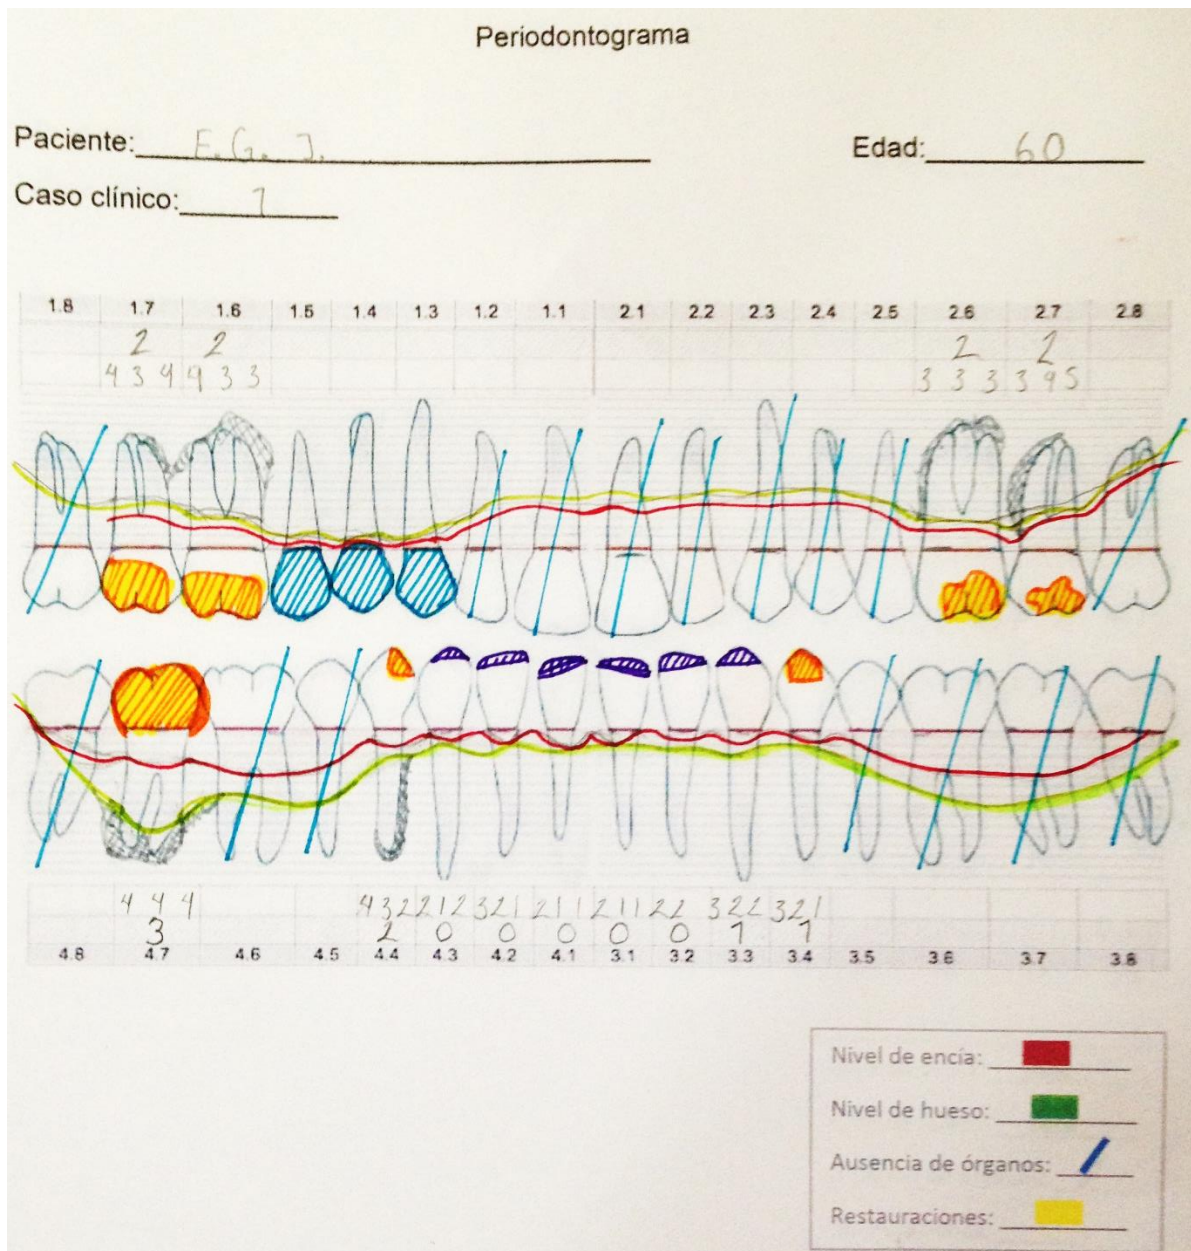 Periodontograma
Paciente: E. G. J. Edad: 60
Caso clínico: 1
1.8 1.7 1.6 1.5 1.4 1.3 1.2 1.1 2.1 2.2 2.3 2.4 2.5 2.6 2.7 2.8
2 2 2 2
4 3 4 4 3 3 3 3 3 3 4 5
4 4 4 4 3 2 2 1 2 3 2 1 2 1 1 2 1 1 2 2 3 2 2 3 2 1
3 2 0 0 0 0 0 1 1
4.8 4.7 4.6 4.5 4.4 4.3 4.2 4.1 3.1 3.2 3.3 3.4 3.5 3.6 3.7 3.8
Nivel de encía:
Nivel de hueso:
Ausencia de órganos:
Restauraciones: